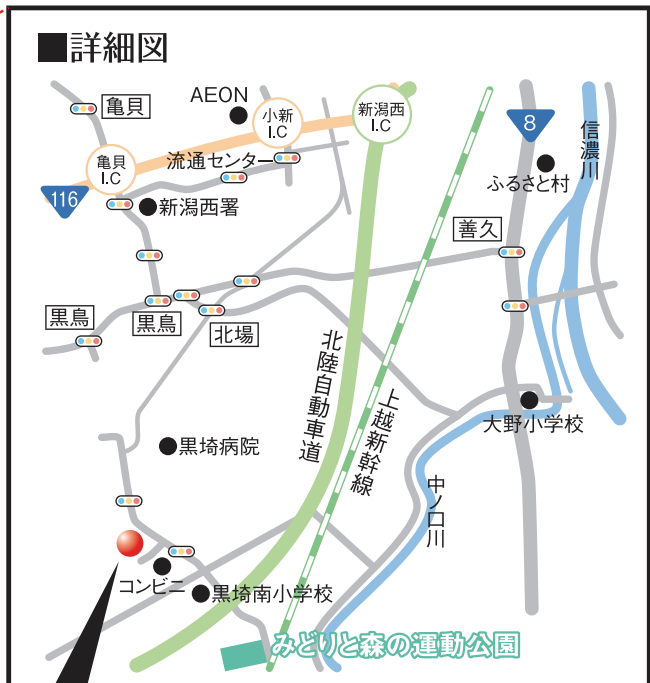 ■詳細図
亀貝
AEON
小新
I.C
新潟西
I.C
8
信濃川
亀貝
I.C
流通センター
ふるさと村
116
新潟西署
善久
黒鳥
黒鳥
北場
北陸自動車道
上越新幹線
大野小学校
黒埼病院
中ノ口川
コンビニ
黒埼南小学校
みどりと森の運動公園